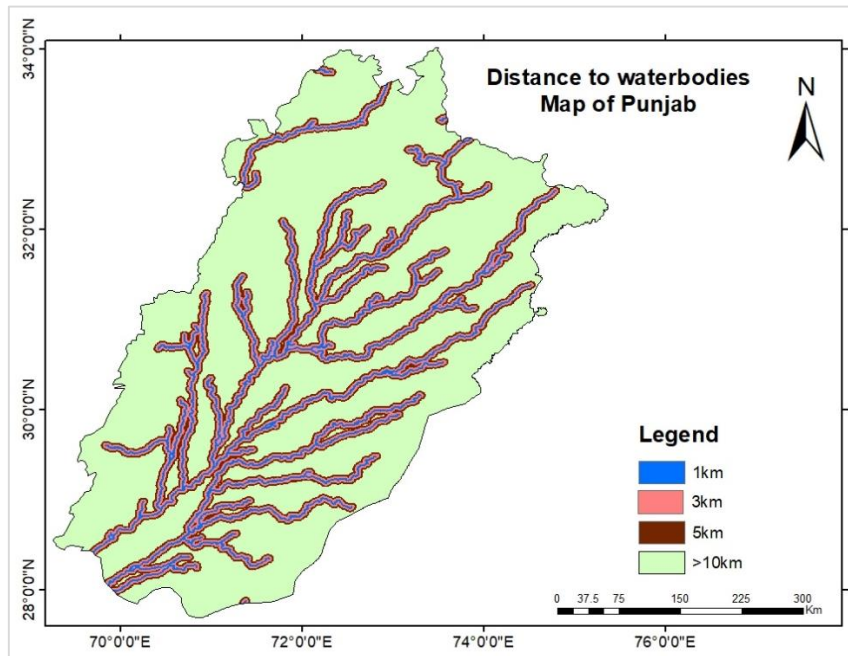 Distance to waterbodies
Map of Punjab
N
34°0'0"N
32°0'0"N
30°0'0"N
28°0'0"N
Legend
1km
3km
5km
>10km
0 37.5 75 150 225 300
Km
70°0'0"E 72°0'0"E 74°0'0"E 76°0'0"E